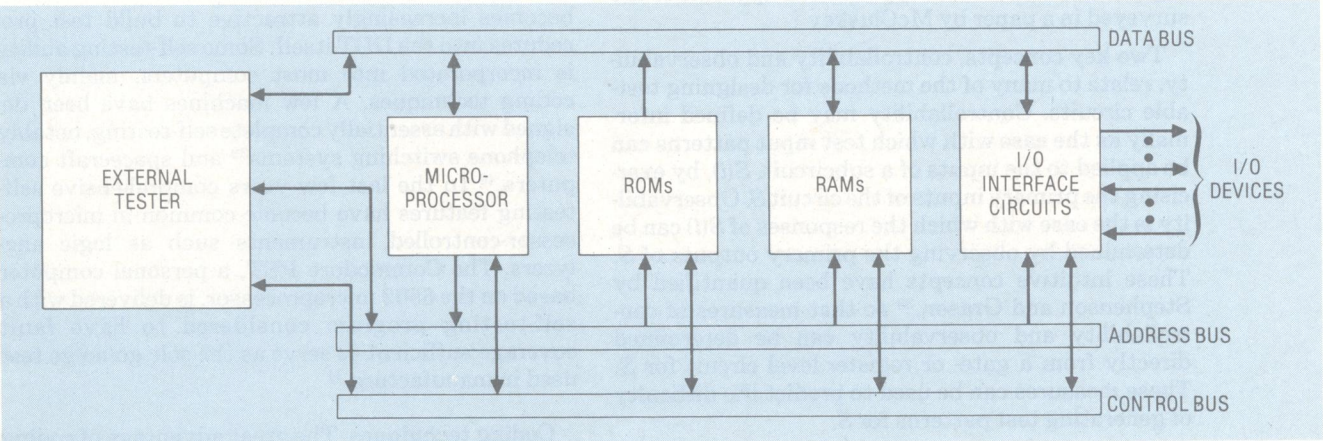 DATA BUS
EXTERNAL
TESTER
MICRO-
PROCESSOR
ROMs
RAMs
I/O
INTERFACE
CIRCUITS
I/O
DEVICES
ADDRESS BUS
CONTROL BUS